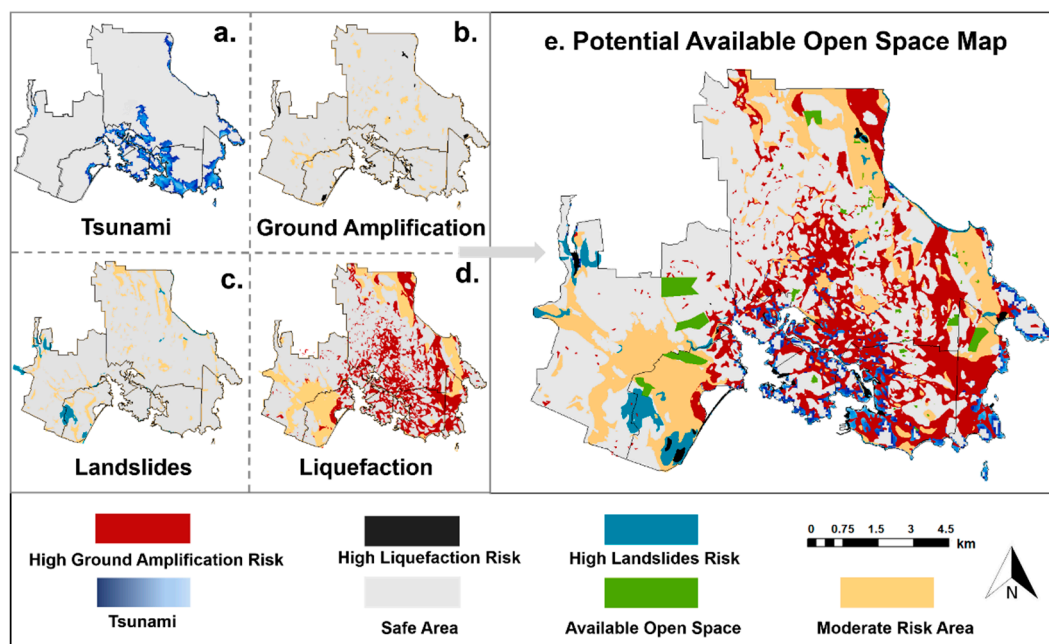 a.
b.
e. Potential Available Open Space Map
Tsunami
Ground Amplification
c.
d.
Landslides
Liquefaction
High Ground Amplification Risk
High Liquefaction Risk
High Landslides Risk
0 0.75 1.5 3 4.5
km
Tsunami
Safe Area
Available Open Space
Moderate Risk Area
N